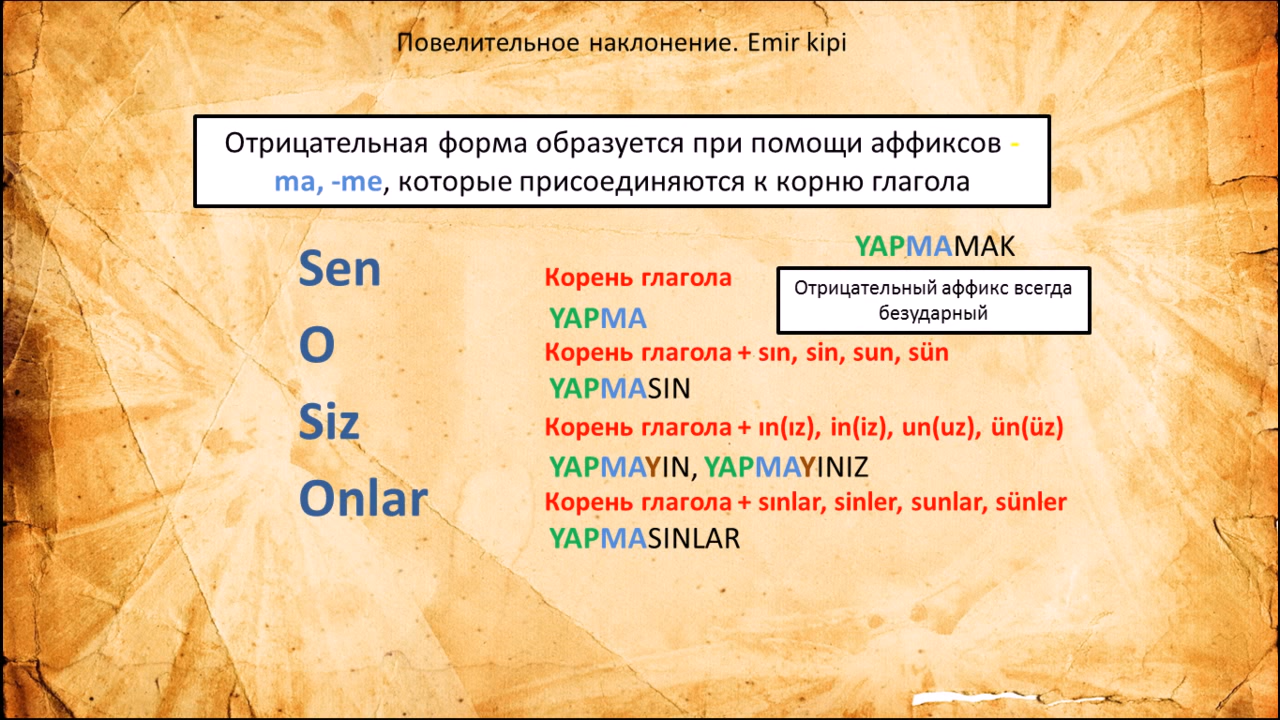 Повелительное наклонение. Emir kipi
Отрицательная форма образуется при помощи аффиксов -
ma, -me, которые присоединяются к корню глагола
YAPMAMAK
Sen
Корень глагола
Отрицательный аффикс всегда
безударный
YAPMA
O
Корень глагола + sın, sin, sun, sün
YAPMASIN
Siz
Корень глагола + ın(ız), in(iz), un(uz), ün(üz)
YAPMAYIN, YAPMAYINIZ
Onlar
Корень глагола + sınlar, sinler, sunlar, sünler
YAPMASINLAR